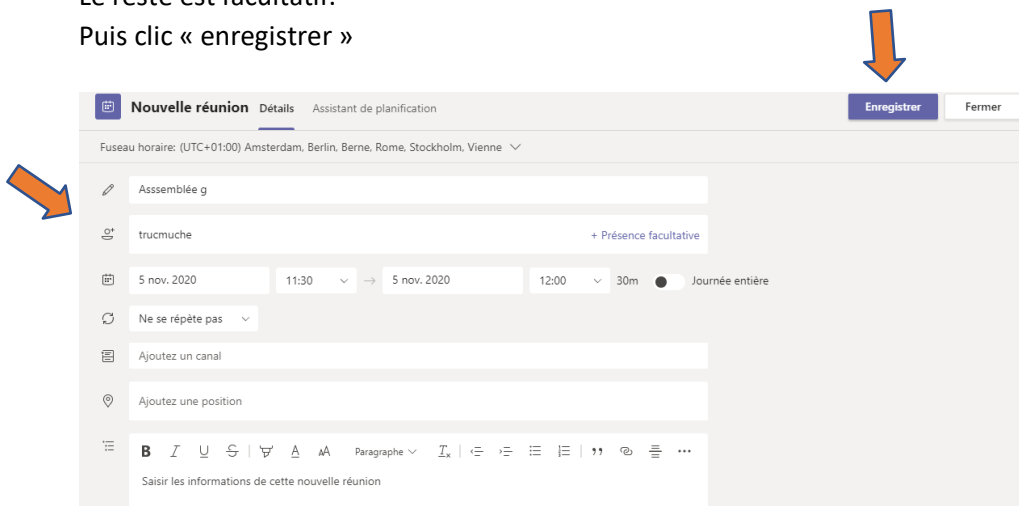 Le reste est facultatif.
Puis clic « enregistrer »
Nouvelle réunion Détails Assistant de planification Enregistrer Fermer
Fuseau horaire: (UTC+01:00) Amsterdam, Berlin, Berne, Rome, Stockholm, Vienne
Asssemblée g
trucmuche + Présence facultative
5 nov. 2020 11:30 → 5 nov. 2020 12:00 30m Journée entière
Ne se répète pas
Ajoutez un canal
Ajoutez une position
B I U S A AA Paragraphe Ix
Saisir les informations de cette nouvelle réunion